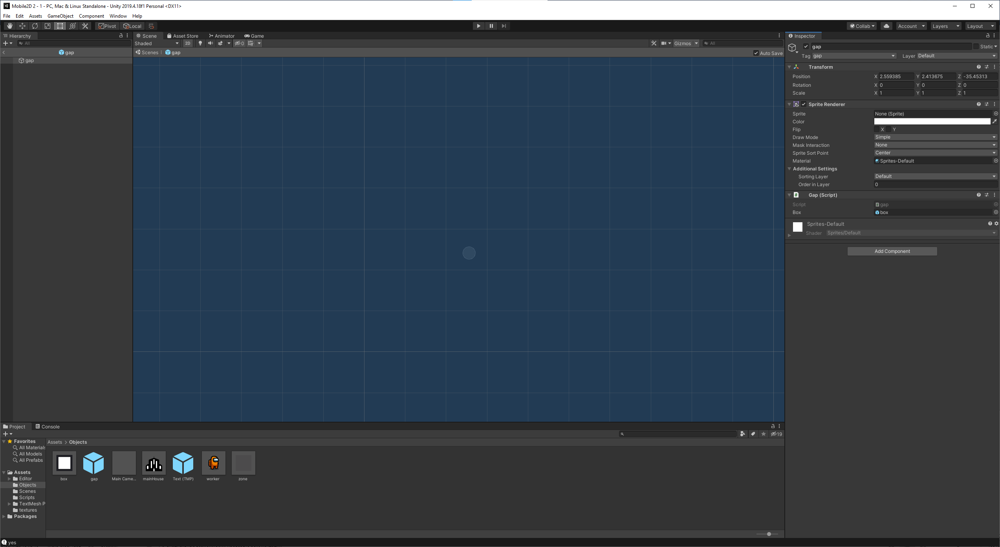 Mobile2D 2 - 1 - PC, Mac & Linux Standalone - Unity 2019.4.18f1 Personal <DX11>
File Edit Assets GameObject Component Window Help
Pivot Local Collab Account Layers Layout
Hierarchy
All
gap
gap
Scene Asset Store Animator Game
Shaded 2D 0 Gizmos All
Scenes gap Auto Save
Inspector
gap Static
Tag gap Layer Default
Transform
Position X 2.559385 Y 2.413675 Z -35.45313
Rotation X 0 Y 0 Z 0
Scale X 1 Y 1 Z 1
Sprite Renderer
Sprite None (Sprite)
Color
Flip X Y
Draw Mode Simple
Mask Interaction None
Sprite Sort Point Center
Material Sprites-Default
Additional Settings
Sorting Layer Default
Order in Layer 0
Gap (Script)
Script gap
Box box
Sprites-Default
Shader Sprites/Default
Add Component
Project Console
19
Favorites
All Materials
All Models
All Prefabs
Assets
Editor
Objects
Scenes
Scripts
TextMesh P
textures
Packages
Assets > Objects
box gap Main Came... mainHouse Text (TMP) worker zone
yes